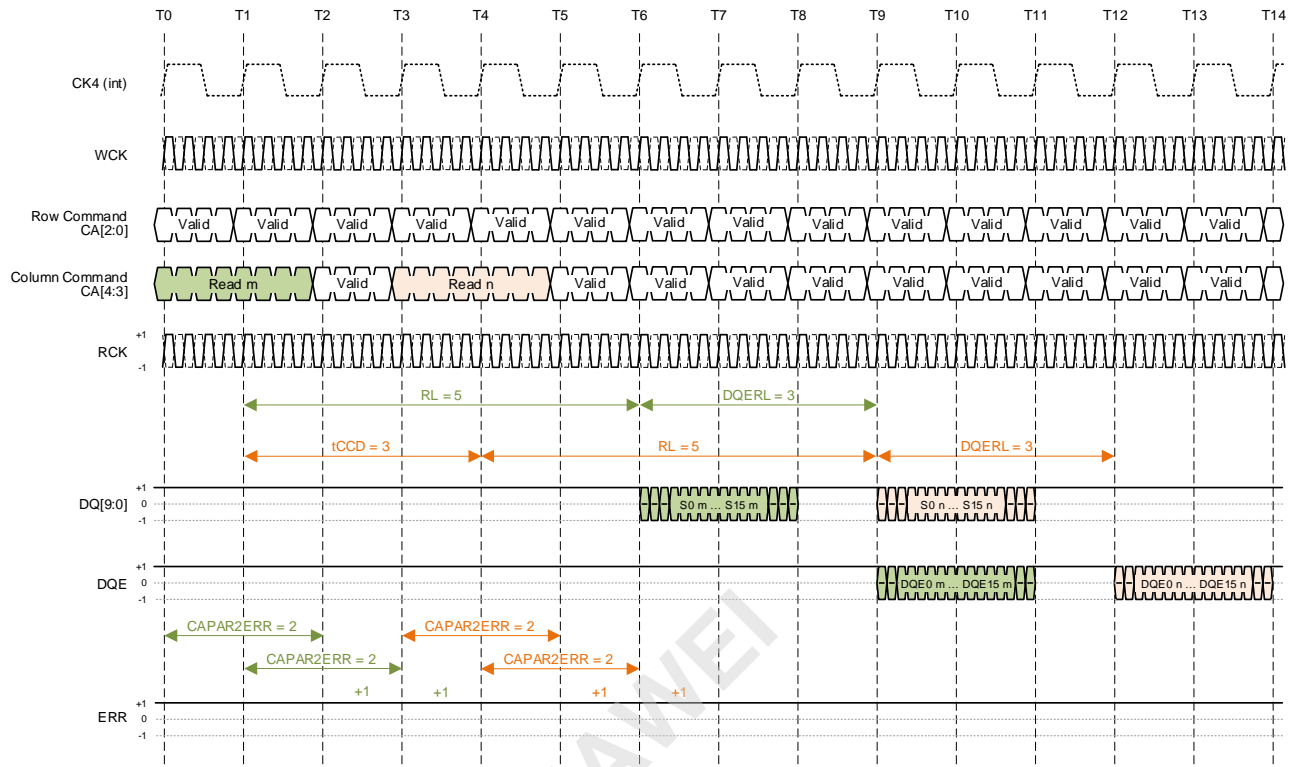 T0 T1 T2 T3 T4 T5 T6 T7 T8 T9 T10 T11 T12 T13 T14
CK4 (int)
WCK
Row Command
CA[2:0]
Valid Valid Valid Valid Valid Valid Valid Valid Valid Valid Valid Valid Valid Valid
Column Command
CA[4:3]
Read m Valid Read n Valid Valid Valid Valid Valid Valid Valid Valid Valid
RCK
+1
-1
RL = 5 DQERL = 3
tCCD = 3 RL = 5 DQERL = 3
DQ[9:0]
+1
0
-1
S0 m ... S15 m S0 n ... S15 n
DQE
+1
0
-1
DQE0 m ... DQE15 m DQE0 n ... DQE15 n
CAPAR2ERR = 2 CAPAR2ERR = 2
CAPAR2ERR = 2 CAPAR2ERR = 2
+1 +1 +1 +1
ERR
+1
0
-1
AWEI